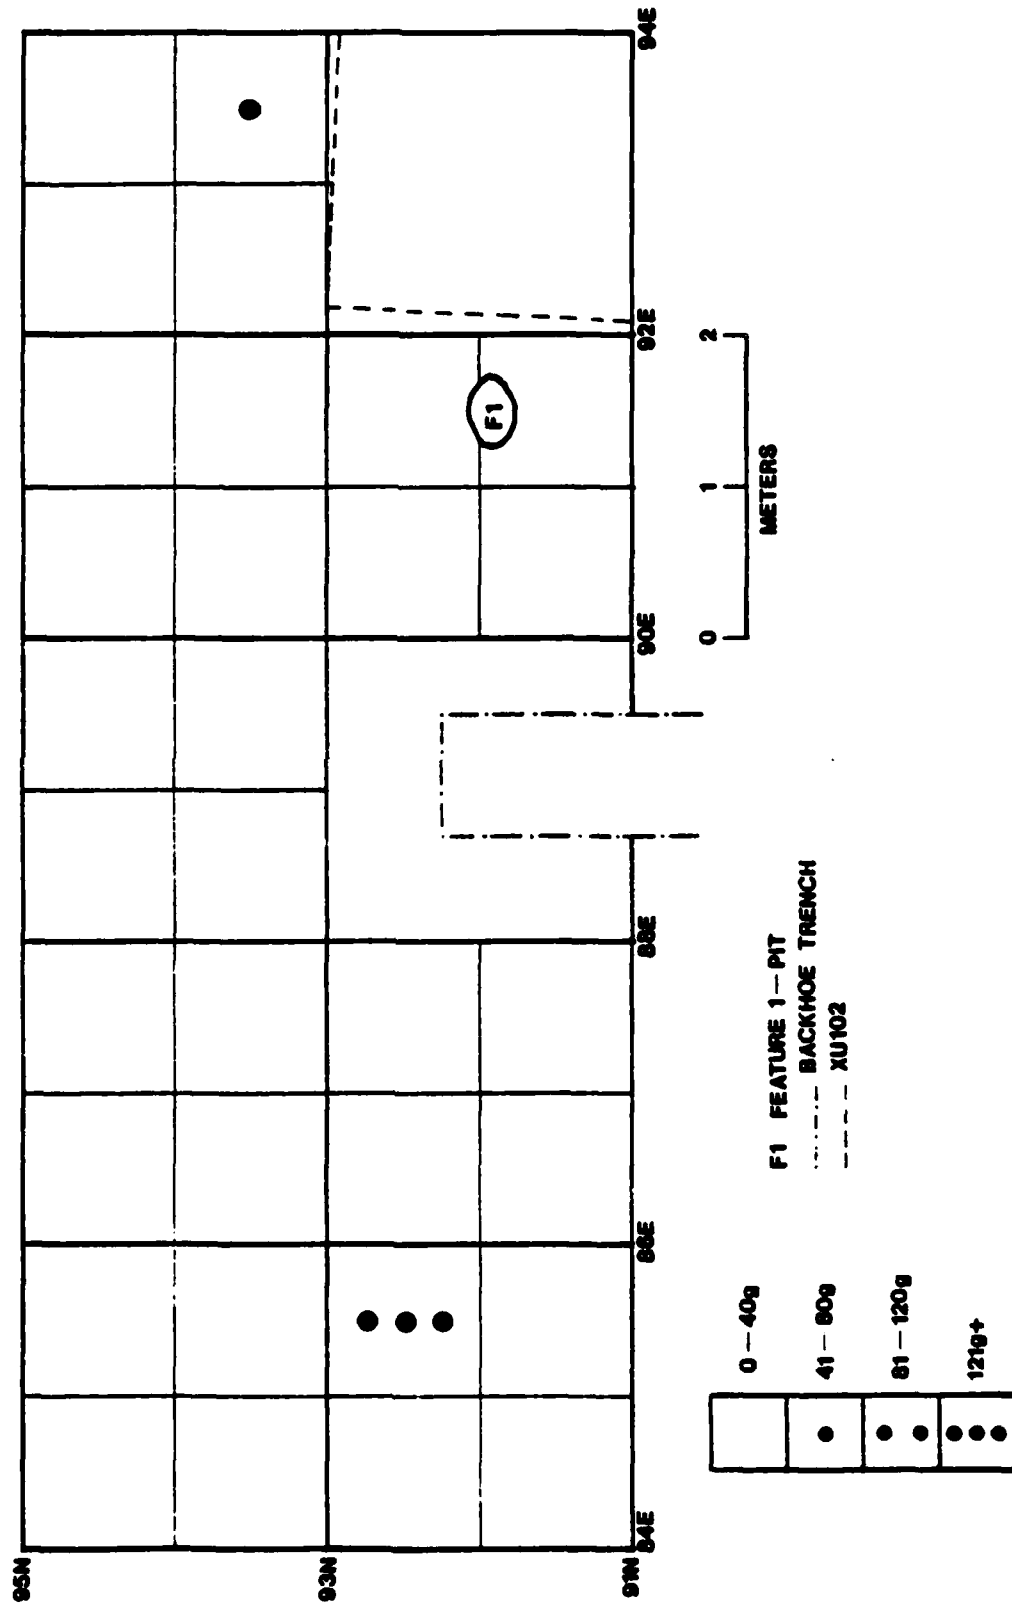 95N
93N
91N
84E
86E
88E
90E
92E
94E
F1
0 1 2
METERS
F1 FEATURE 1 — PIT
BACKHOE TRENCH
XU102
0 — 40g
41 — 80g
81 — 120g
121g+